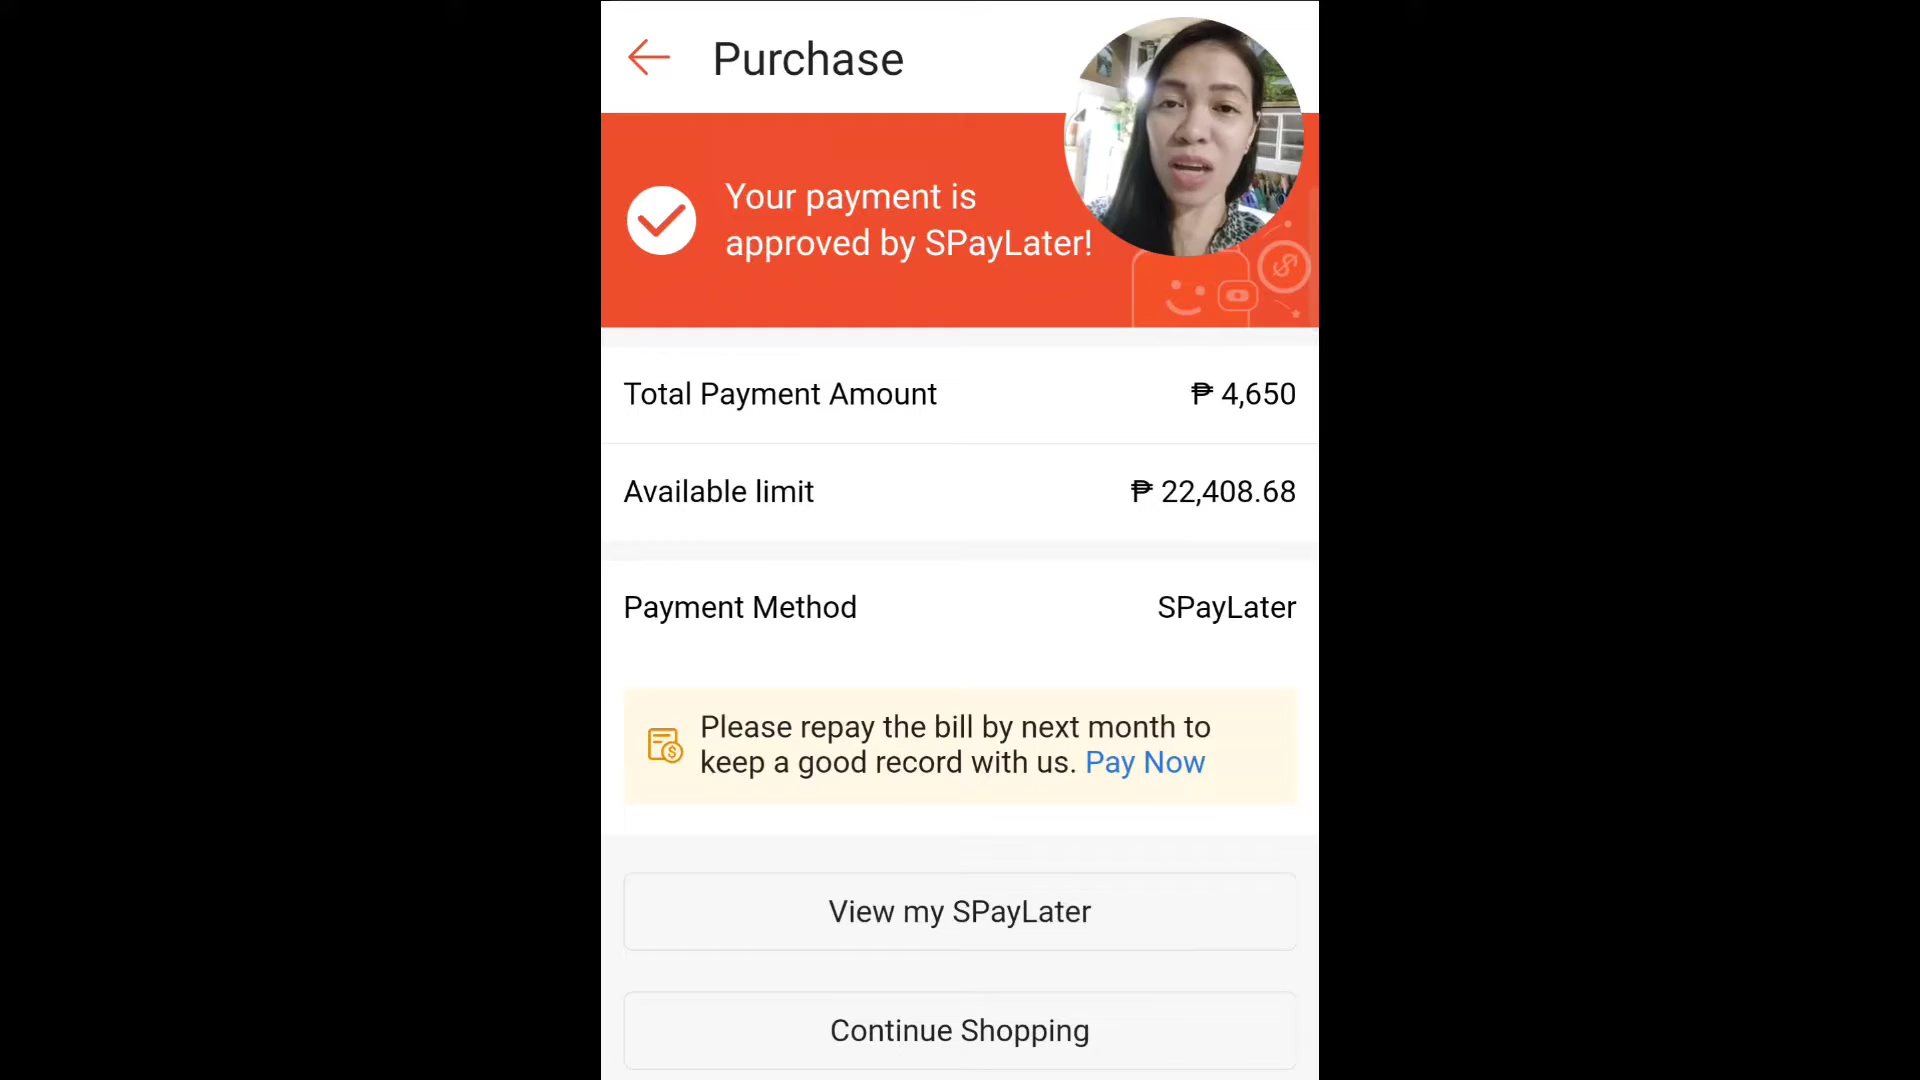 Purchase
Your payment is
approved by SPayLater!
Total Payment Amount
₱ 4,650
Available limit
₱ 22,408.68
Payment Method
SPayLater
Please repay the bill by next month to
keep a good record with us. Pay Now
View my SPayLater
Continue Shopping